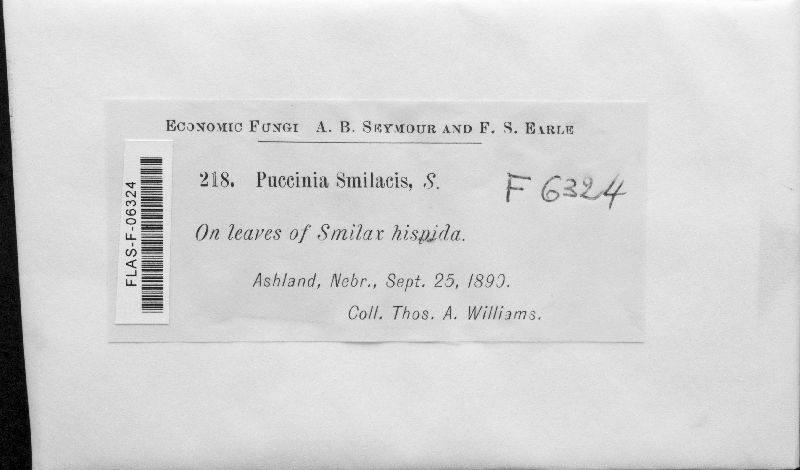 Economic Fungi A. B. Seymour and F. S. Earle
218. Puccinia Smilacis, S.
F 6324
On leaves of Smilax hispida.
Ashland, Nebr., Sept. 25, 1890.
Coll. Thos. A. Williams.
FLAS-F-06324